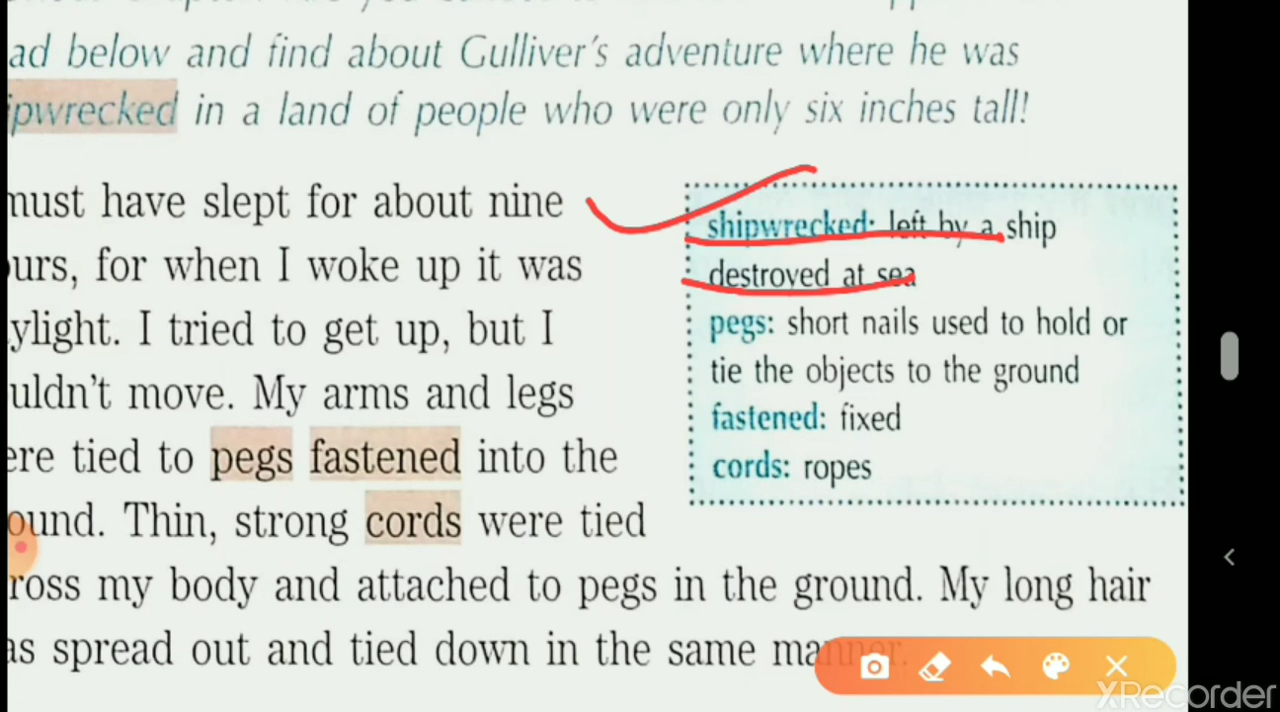 ad below and find about Gulliver's adventure where he was
ipwrecked in a land of people who were only six inches tall!
must have slept for about nine
ours, for when I woke up it was
ylight. I tried to get up, but I
uldn't move. My arms and legs
ere tied to pegs fastened into the
ound. Thin, strong cords were tied
ross my body and attached to pegs in the ground. My long hair
as spread out and tied down in the same manner.
shipwrecked: left by a ship
destroyed at sea
pegs: short nails used to hold or
tie the objects to the ground
fastened: fixed
cords: ropes
XRecorder